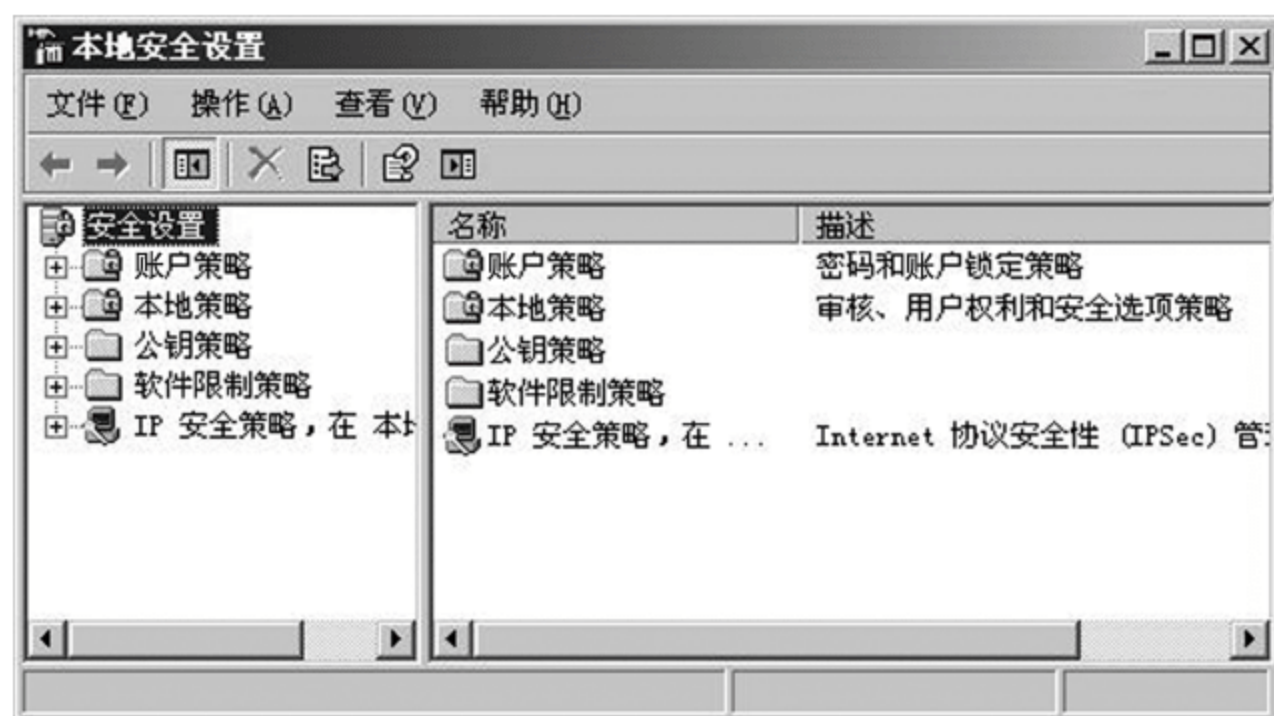 本地安全设置
文件(F) 操作(A) 查看(V) 帮助(H)
安全设置
账户策略
本地策略
公钥策略
软件限制策略
IP 安全策略，在 本
名称 描述
账户策略 密码和账户锁定策略
本地策略 审核、用户权利和安全选项策略
公钥策略
软件限制策略
IP 安全策略，在 ... Internet 协议安全性 (IPSec) 管